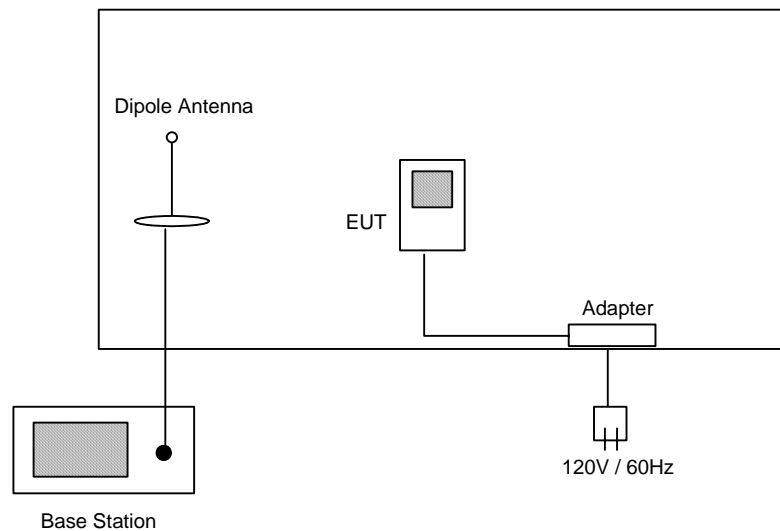 Dipole Antenna
EUT
Adapter
120V / 60Hz
Base Station